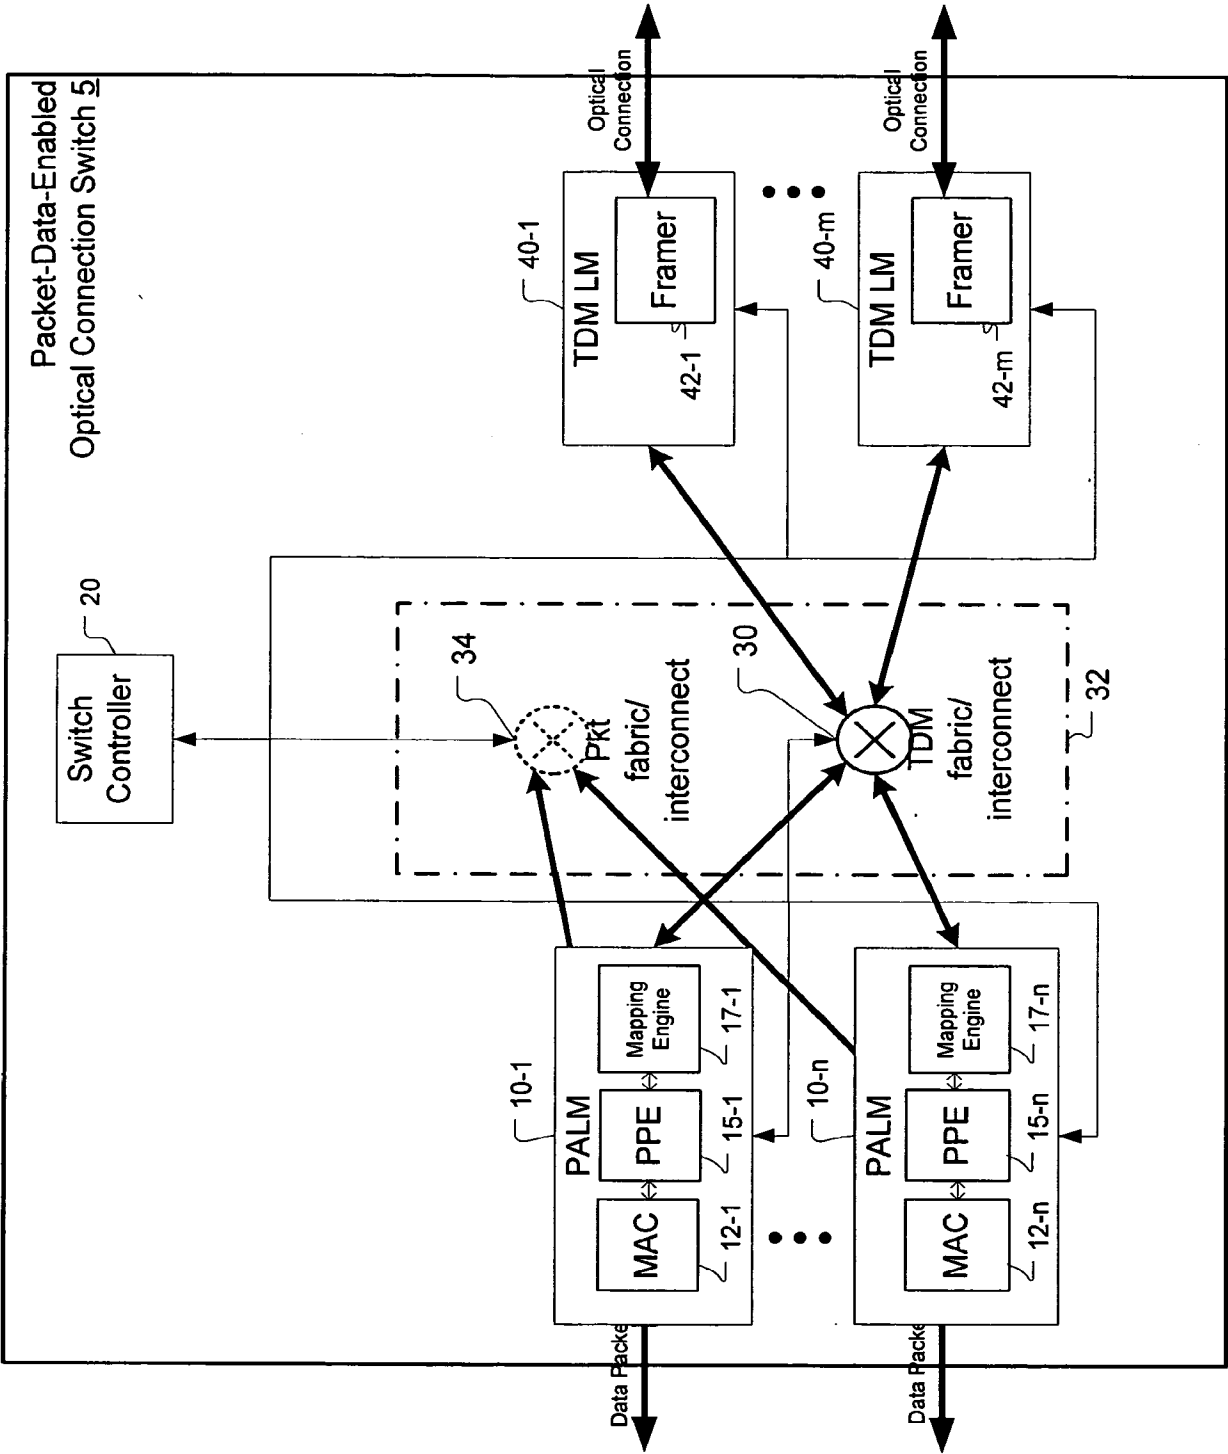 Packet-Data-Enabled
Optical Connection Switch 5
Switch
Controller
20
34
Pkt
fabric/
interconnect
30
TDM
fabric/
interconnect
32
10-1
PALM
MAC
PPE
Mapping
Engine
12-1
15-1
17-1
Data Packe
10-n
PALM
MAC
PPE
Mapping
Engine
12-n
15-n
17-n
Data Packe
40-1
TDM LM
Framer
42-1
Optical
Connection
40-m
TDM LM
Framer
42-m
Optical
Connection